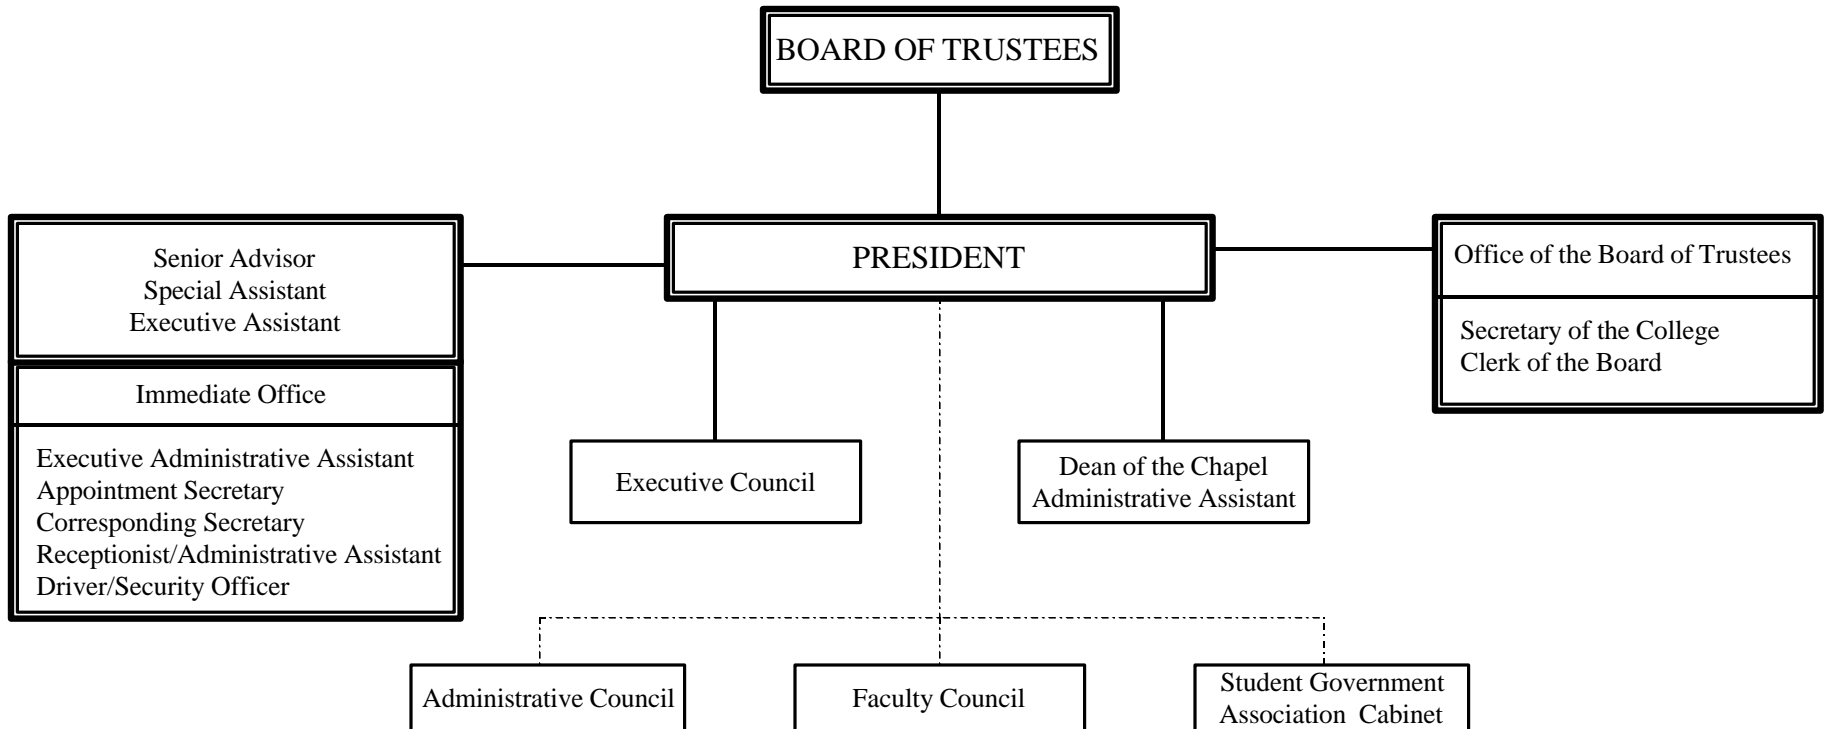 BOARD OF TRUSTEES
Senior Advisor
Special Assistant
Executive Assistant
PRESIDENT
Office of the Board of Trustees
Secretary of the College
Clerk of the Board
Immediate Office
Executive Administrative Assistant
Appointment Secretary
Corresponding Secretary
Receptionist/Administrative Assistant
Driver/Security Officer
Executive Council
Dean of the Chapel
Administrative Assistant
Administrative Council
Faculty Council
Student Government
Association Cabinet